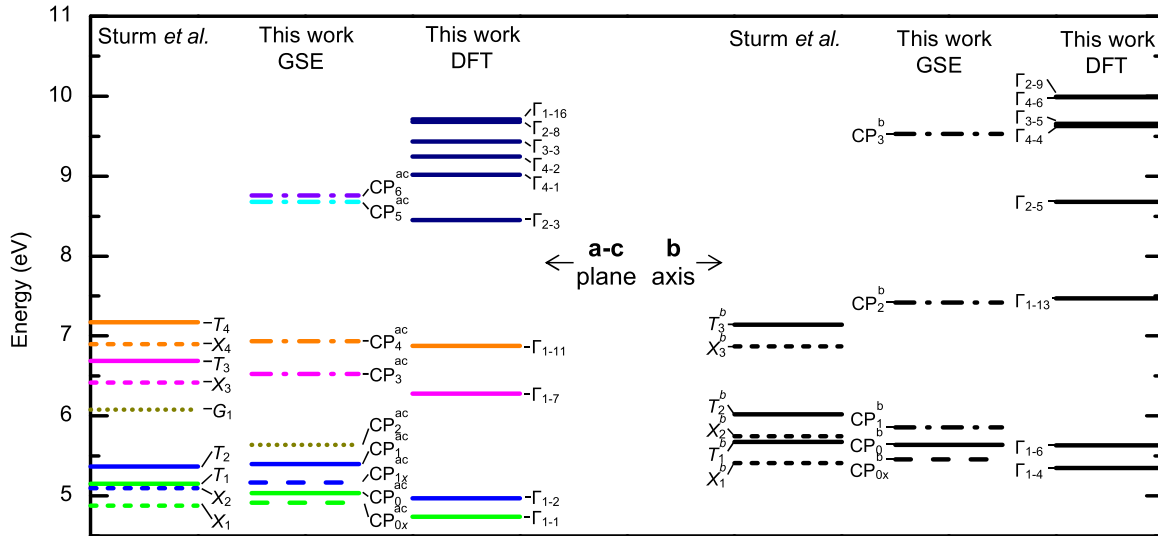 Energy (eV)
11
10
9
8
7
6
5
Sturm et al.
This work
GSE
This work
DFT
Sturm et al.
This work
GSE
This work
DFT
T₄
X₄
T₃
X₃
G₁
T₂
T₁
X₂
X₁
CP₆ᵃᶜ
CP₅ᵃᶜ
CP₄ᵃᶜ
CP₃ᵃᶜ
CP₂ᵃᶜ
CP₁ᵃᶜ
CP₁ₓᵃᶜ
CP₀ᵃᶜ
CP₀ₓᵃᶜ
Γ₁₋₁₆
Γ₂₋₈
Γ₃₋₃
Γ₄₋₂
Γ₄₋₁
Γ₂₋₃
Γ₁₋₁₁
Γ₁₋₇
Γ₁₋₂
Γ₁₋₁
← a-c b →
plane axis
T₃ᵇ
X₃ᵇ
T₂ᵇ
X₂ᵇ
T₁ᵇ
X₁ᵇ
CP₃ᵇ
CP₂ᵇ
CP₁ᵇ
CP₀ᵇ
CP₀ₓᵇ
Γ₂₋₉
Γ₄₋₆
Γ₃₋₅
Γ₄₋₄
Γ₂₋₅
Γ₁₋₁₃
Γ₁₋₆
Γ₁₋₄